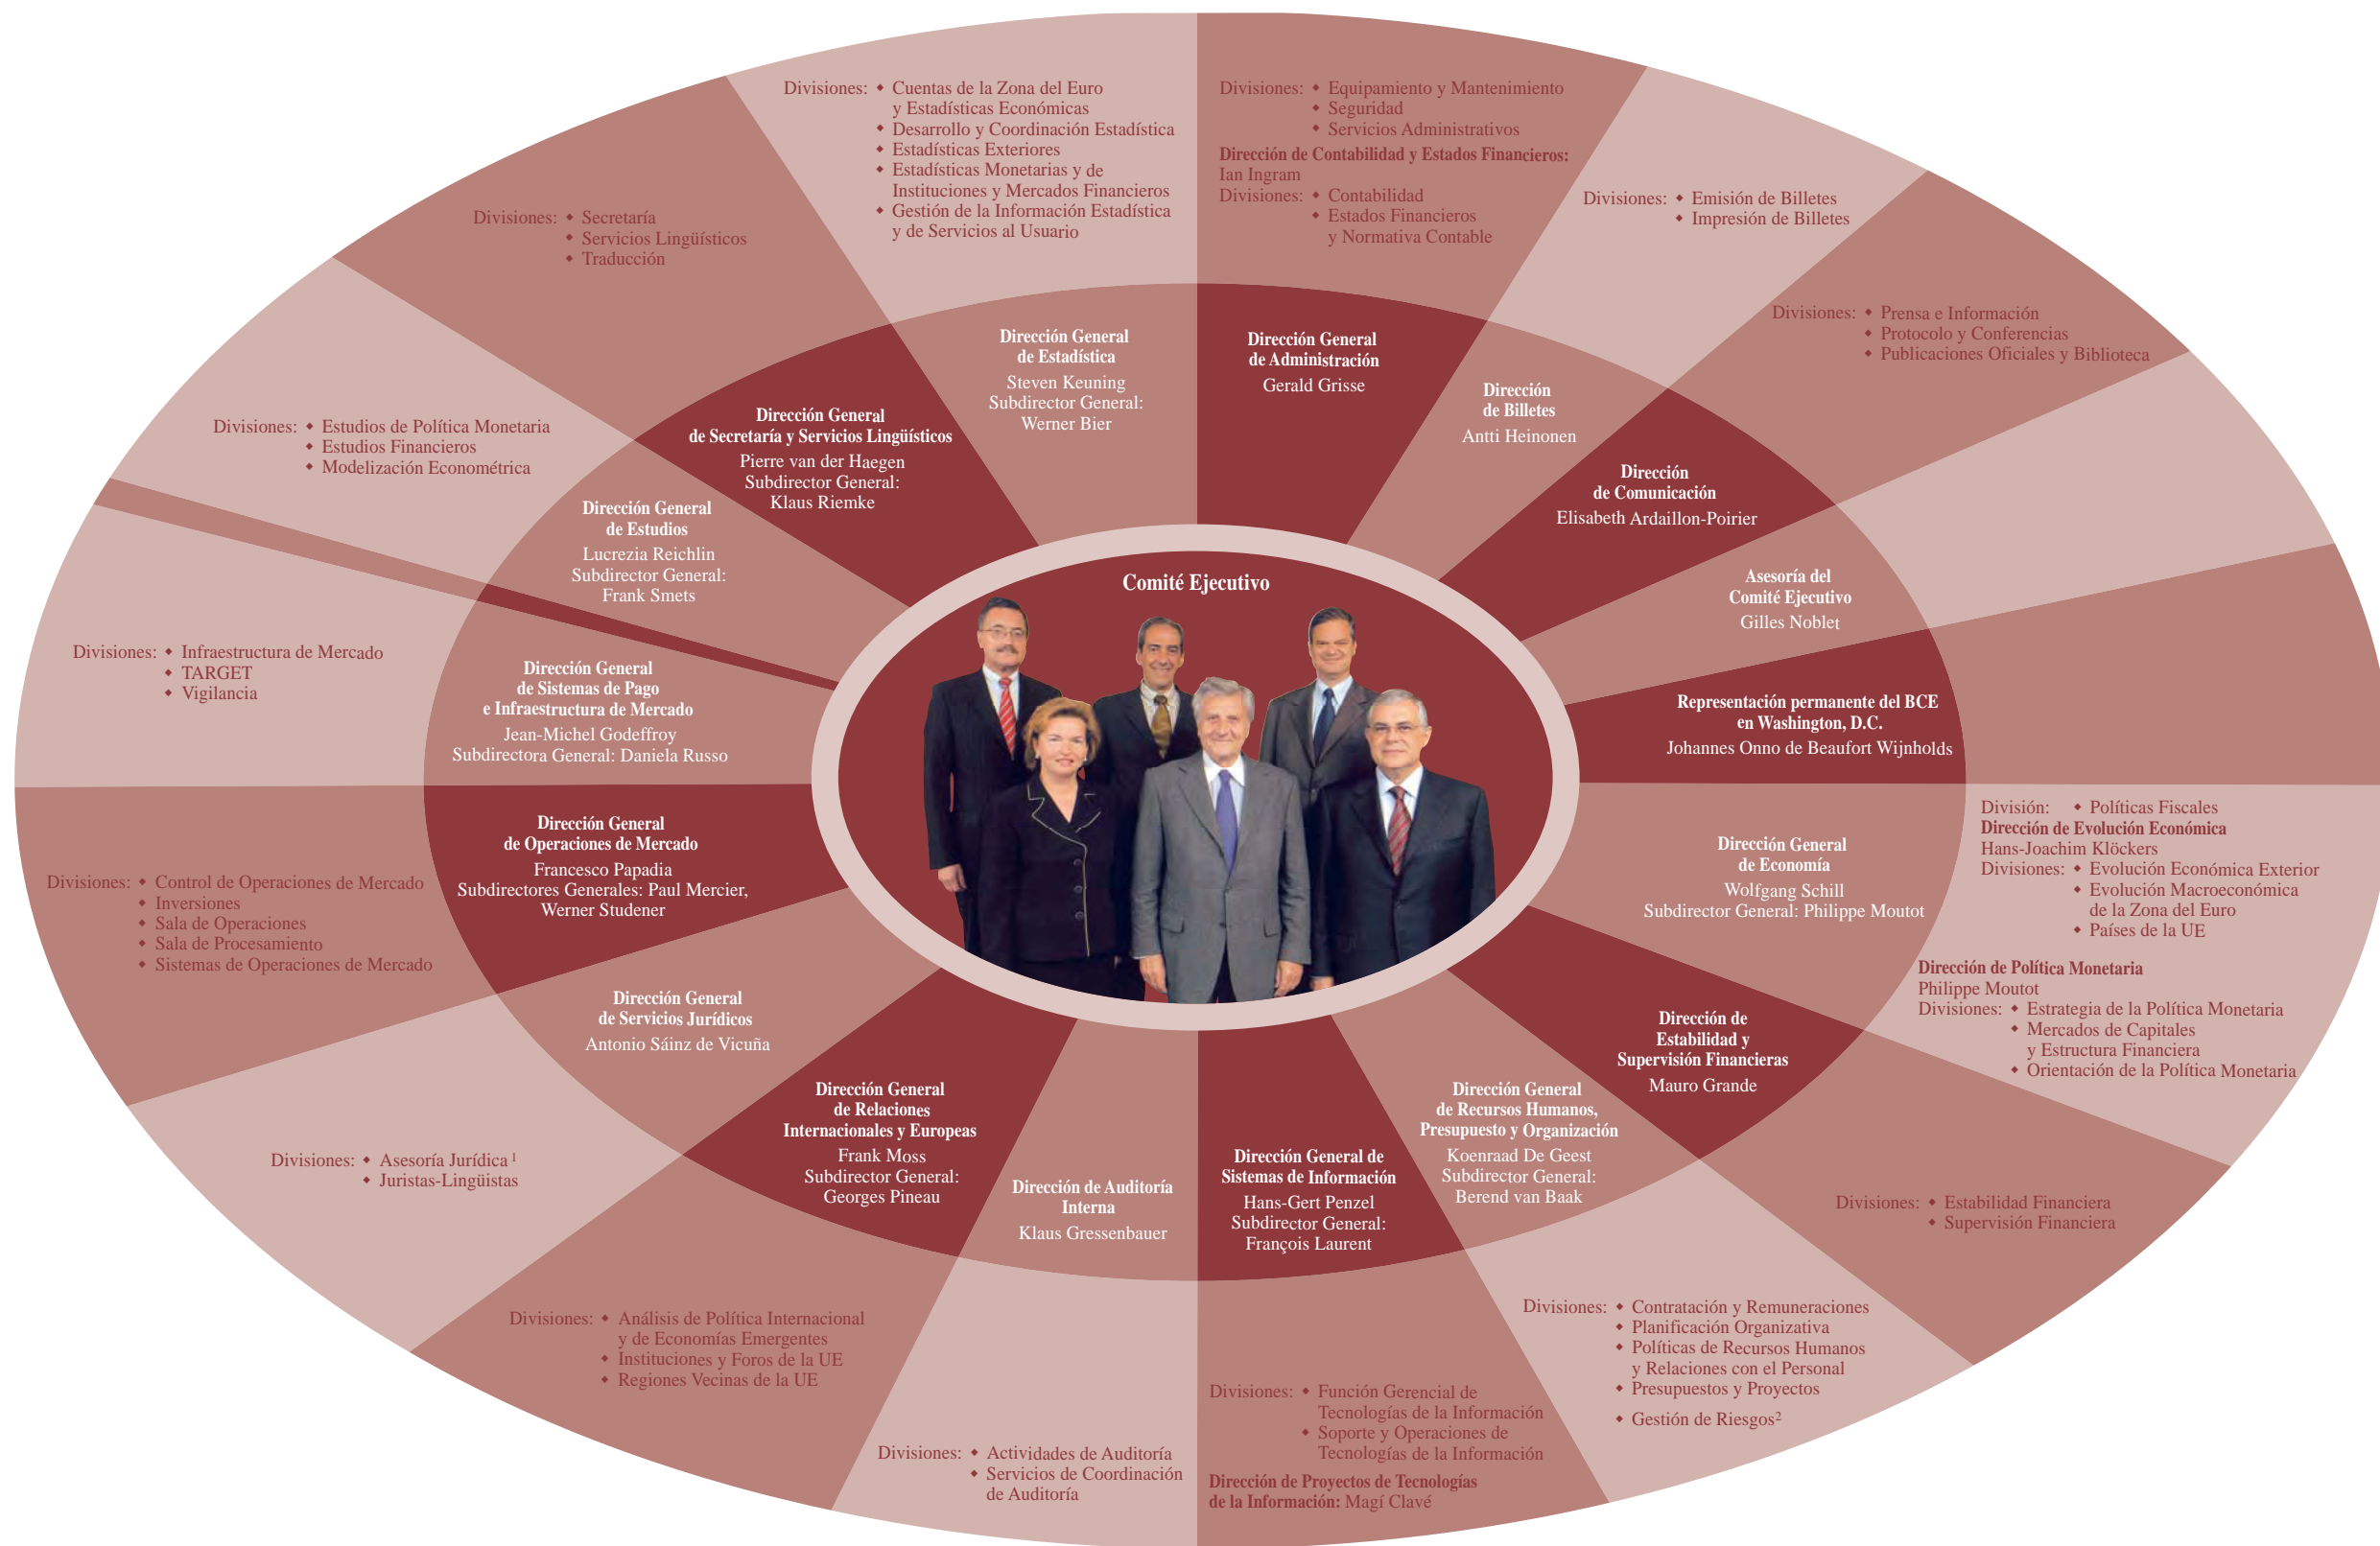 Comité Ejecutivo
Divisiones: ◆ Equipamiento y Mantenimiento
◆ Seguridad
◆ Servicios Administrativos
Dirección de Contabilidad y Estados Financieros:
Ian Ingram
Divisiones: ◆ Contabilidad
◆ Estados Financieros
y Normativa Contable
Dirección General
de Administración
Gerald Grisse
Divisiones: ◆ Emisión de Billetes
◆ Impresión de Billetes
Dirección
de Billetes
Antti Heinonen
Divisiones: ◆ Prensa e Información
◆ Protocolo y Conferencias
◆ Publicaciones Oficiales y Biblioteca
Dirección
de Comunicación
Elisabeth Ardaillon-Poirier
Asesoría del
Comité Ejecutivo
Gilles Noblet
Representación permanente del BCE
en Washington, D.C.
Johannes Onno de Beaufort Wijnholds
Dirección General
de Economía
Wolfgang Schill
Subdirector General: Philippe Moutot
División: ◆ Políticas Fiscales
Dirección de Evolución Económica
Hans-Joachim Klöckers
Divisiones: ◆ Evolución Económica Exterior
◆ Evolución Macroeconómica
de la Zona del Euro
◆ Países de la UE
Dirección de Política Monetaria
Philippe Moutot
Divisiones: ◆ Estrategia de la Política Monetaria
◆ Mercados de Capitales
y Estructura Financiera
◆ Orientación de la Política Monetaria
Dirección de
Estabilidad y
Supervisión Financieras
Mauro Grande
Divisiones: ◆ Estabilidad Financiera
◆ Supervisión Financiera
Dirección General
de Recursos Humanos,
Presupuesto y Organización
Koenraad De Geest
Subdirector General:
Berend van Baak
Divisiones: ◆ Contratación y Remuneraciones
◆ Planificación Organizativa
◆ Políticas de Recursos Humanos
y Relaciones con el Personal
◆ Presupuestos y Proyectos
◆ Gestión de Riesgos²
Dirección General de
Sistemas de Información
Hans-Gert Penzel
Subdirector General:
François Laurent
Divisiones: ◆ Función Gerencial de
Tecnologías de la Información
◆ Soporte y Operaciones de
Tecnologías de la Información
Dirección de Proyectos de Tecnologías
de la Información: Magí Clavé
Dirección de Auditoría
Interna
Klaus Gressenbauer
Divisiones: ◆ Actividades de Auditoría
◆ Servicios de Coordinación
de Auditoría
Dirección General
de Relaciones
Internacionales y Europeas
Frank Moss
Subdirector General:
Georges Pineau
Divisiones: ◆ Análisis de Política Internacional
y de Economías Emergentes
◆ Instituciones y Foros de la UE
◆ Regiones Vecinas de la UE
Dirección General
de Servicios Jurídicos
Antonio Sáinz de Vicuña
Divisiones: ◆ Asesoría Jurídica¹
◆ Juristas-Lingüistas
Dirección General
de Operaciones de Mercado
Francesco Papadia
Subdirectores Generales: Paul Mercier,
Werner Studener
Divisiones: ◆ Control de Operaciones de Mercado
◆ Inversiones
◆ Sala de Operaciones
◆ Sala de Procesamiento
◆ Sistemas de Operaciones de Mercado
Dirección General
de Sistemas de Pago
e Infraestructura de Mercado
Jean-Michel Godeffroy
Subdirectora General: Daniela Russo
Divisiones: ◆ Infraestructura de Mercado
◆ TARGET
◆ Vigilancia
Dirección General
de Estudios
Lucrezia Reichlin
Subdirector General:
Frank Smets
Divisiones: ◆ Estudios de Política Monetaria
◆ Estudios Financieros
◆ Modelización Econométrica
Dirección General
de Secretaría y Servicios Lingüísticos
Pierre van der Haegen
Subdirector General:
Klaus Riemke
Divisiones: ◆ Secretaría
◆ Servicios Lingüísticos
◆ Traducción
Dirección General
de Estadística
Steven Keuning
Subdirector General:
Werner Bier
Divisiones: ◆ Cuentas de la Zona del Euro
y Estadísticas Económicas
◆ Desarrollo y Coordinación Estadística
◆ Estadísticas Exteriores
◆ Estadísticas Monetarias y de
Instituciones y Mercados Financieros
◆ Gestión de la Información Estadística
y de Servicios al Usuario